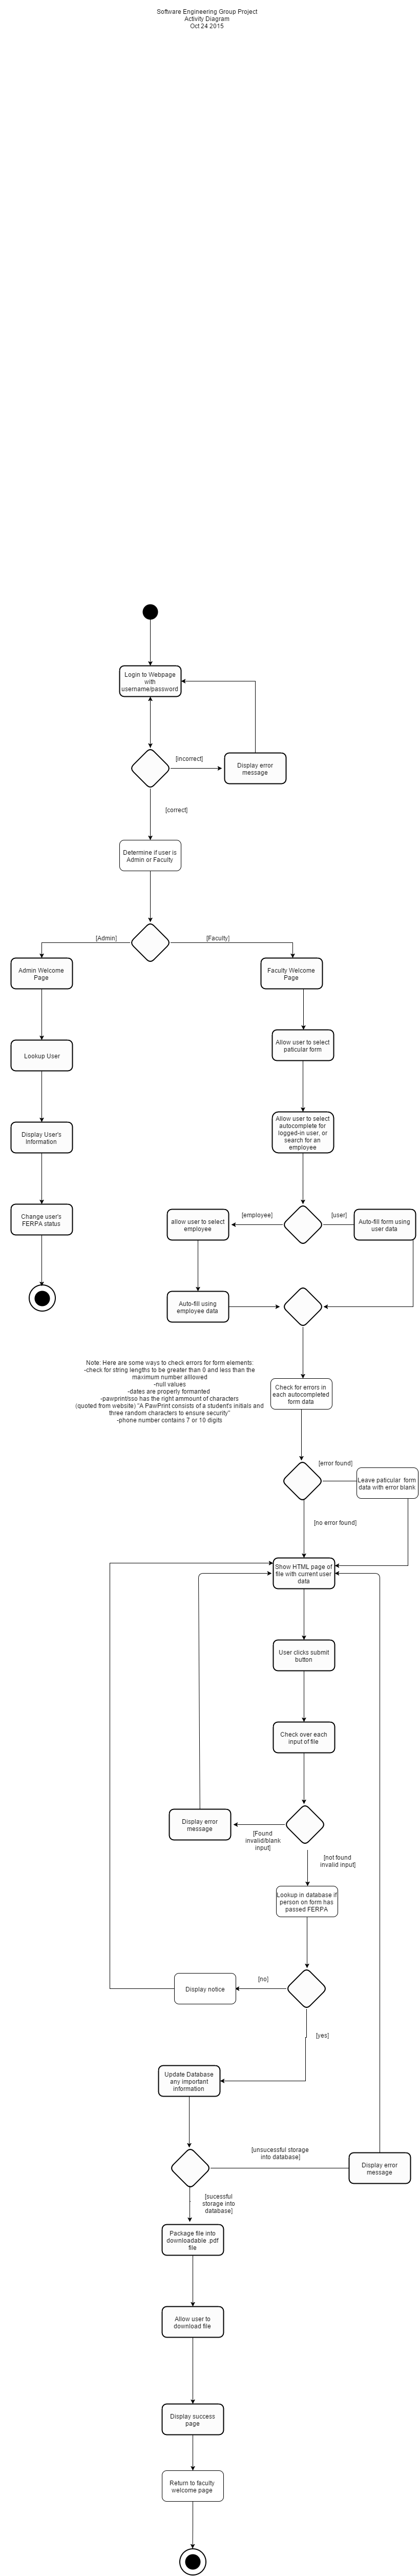 Software Engineering Group Project
Activity Diagram
Oct 24 2015
Login to Webpage
with
username/password
[incorrect]
Display error
message
[correct]
Determine if user is
Admin or Faculty
[Admin]
[Faculty]
Admin Welcome
Page
Faculty Welcome
Page
Lookup User
Allow user to select
paticular form
Display User's
Information
Allow user to select
autocomplete for
logged-in user, or
search for an
employee
Change user's
FERPA status
[employee]
[user]
allow user to select
employee
Auto-fill form using
user data
Auto-fill using
employee data
Note: Here are some ways to check errors for form elements:
-check for string lengths to be greater than 0 and less than the
maximum number alllowed
-null values
-dates are properly formanted
-pawprint/sso has the right ammount of characters
(quoted from website) "A PawPrint consists of a student's initials and
three random characters to ensure security"
-phone number contains 7 or 10 digits
Check for errors in
each autocompleted
form data
[error found]
Leave paticular form
data with error blank
[no error found]
Show HTML page of
file with current user
data
User clicks submit
button
Check over each
input of file
Display error
message
[Found
invalid/blank
input]
[not found
invalid input]
Lookup in database if
person on form has
passed FERPA
[no]
Display notice
[yes]
Update Database
any important
information
[unsucessful storage
into database]
Display error
message
[sucessful
storage into
database]
Package file into
downloadable .pdf
file
Allow user to
download file
Display success
page
Return to faculty
welcome page